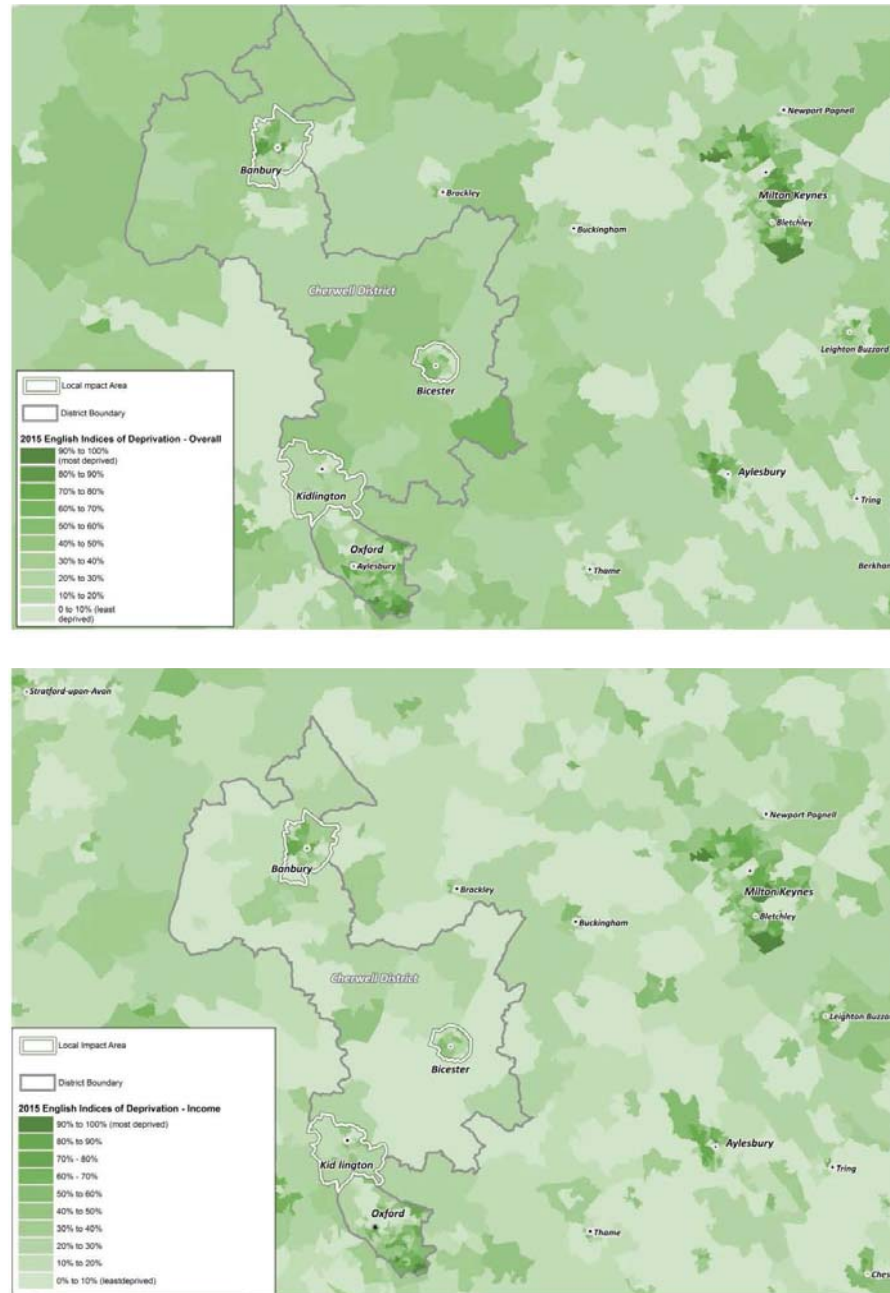 Newport Pagnell
Banbury
Milton Keynes
Brackley
Bletchley
Buckingham
Cherwell District
Leighton Buzzard
Bicester
Local Impact Area
District Boundary
2015 English Indices of Deprivation - Overall
90% to 100%
(most deprived)
80% to 90%
70% to 80%
60% to 70%
50% to 60%
40% to 50%
30% to 40%
20% to 30%
10% to 20%
0 to 10% (least
deprived)
Kidlington
Aylesbury
Tring
Oxford
Aylesbury
Thame
Berkham
Stratford-upon-Avon
Newport Pagnell
Banbury
Milton Keynes
Brackley
Bletchley
Buckingham
Cherwell District
Leighton Buzzard
Bicester
Local Impact Area
District Boundary
2015 English Indices of Deprivation - Income
90% to 100% (most deprived)
80% to 90%
70% - 80%
60% - 70%
50% to 60%
40% to 50%
30% to 40%
20% to 30%
10% to 20%
0% to 10% (leastdeprived)
Kid lington
Aylesbury
Tring
Oxford
Thame
Ches